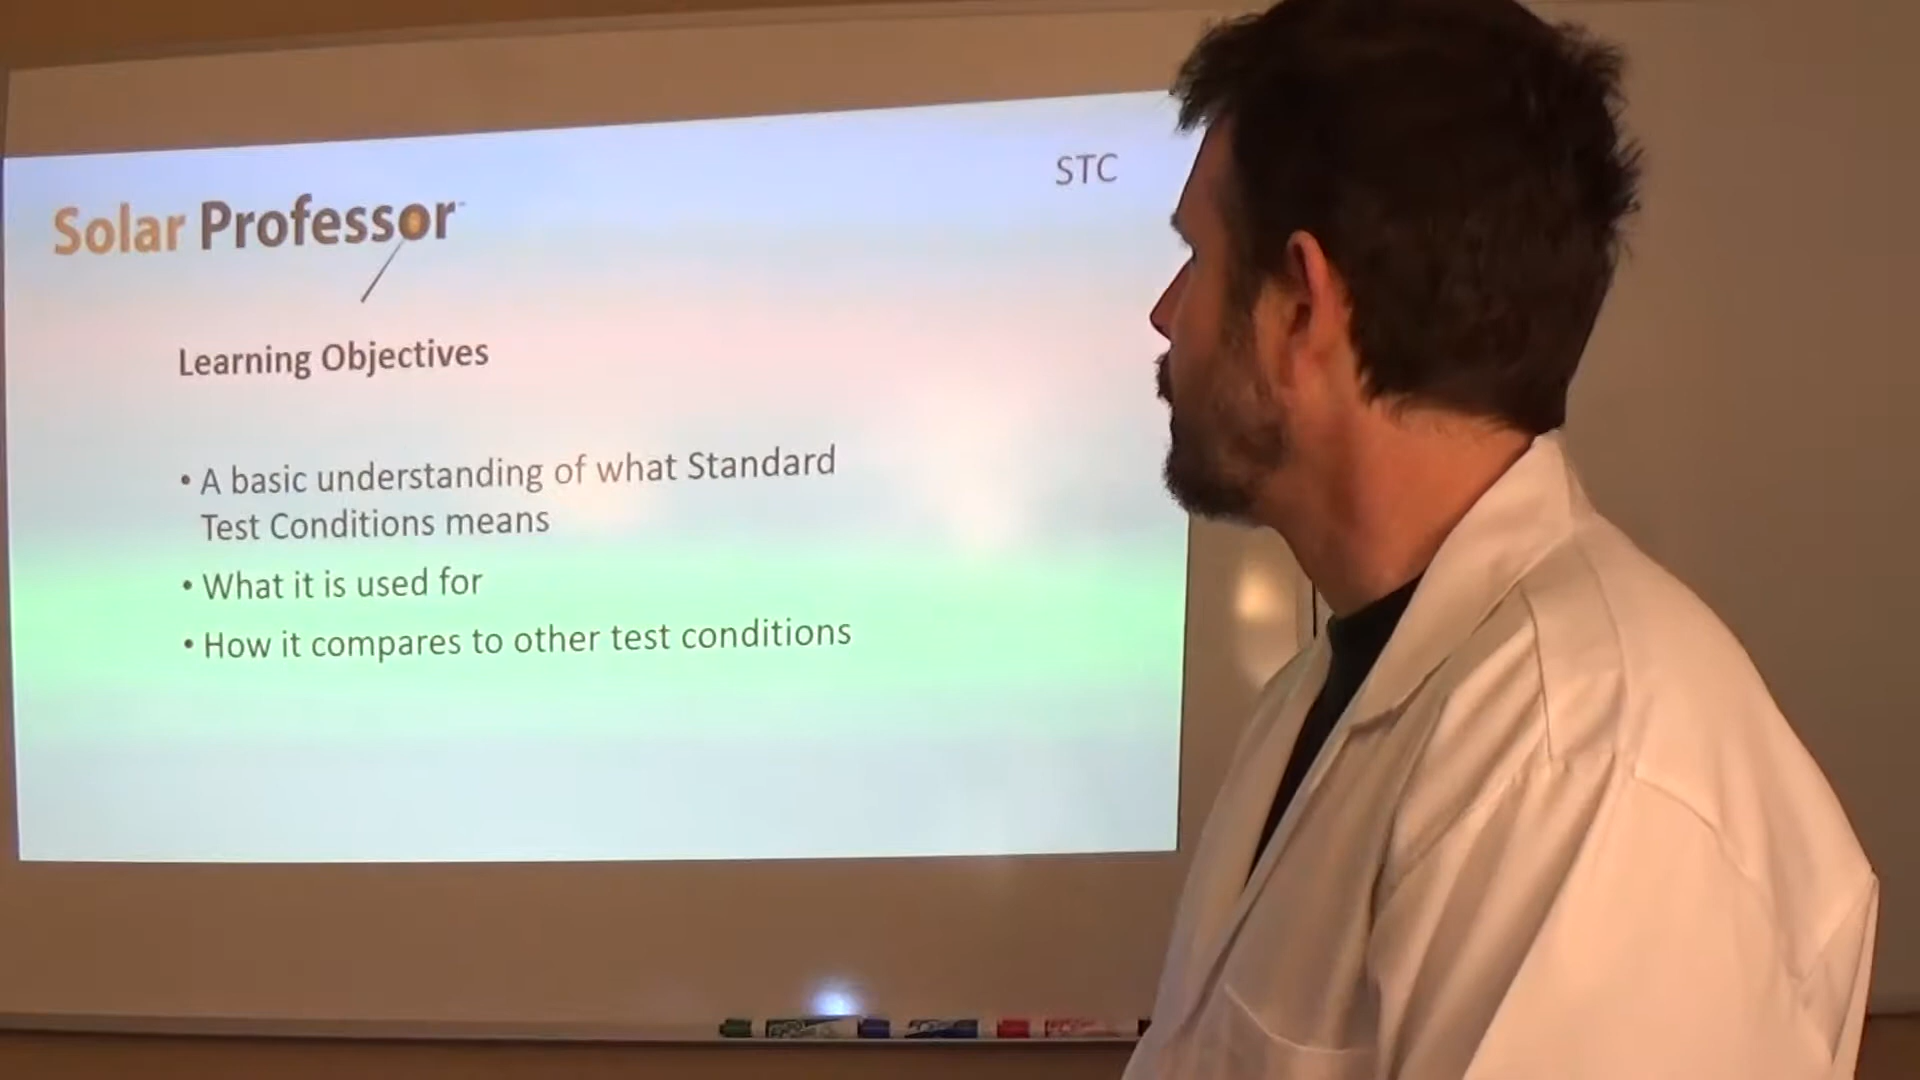 STC
Solar Professor
Learning Objectives
• A basic understanding of what Standard
Test Conditions means
• What it is used for
• How it compares to other test conditions